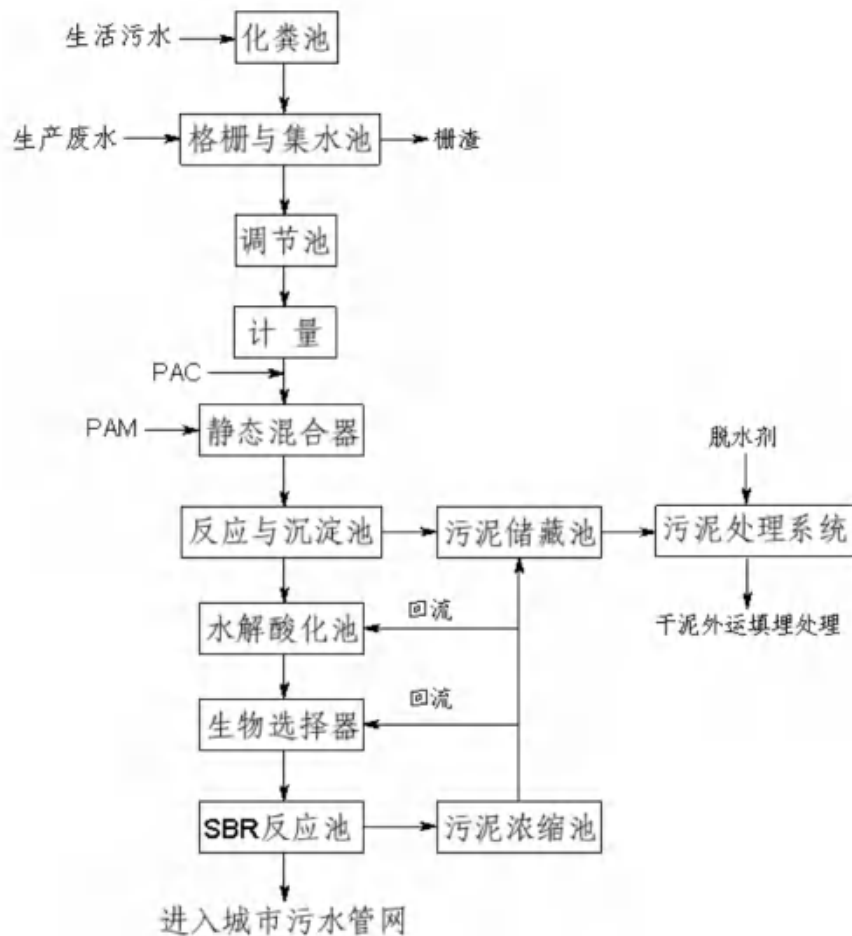 生活污水
化粪池
生产废水
格栅与集水池
栅渣
调节池
计 量
PAC
PAM
静态混合器
脱水剂
反应与沉淀池
污泥储藏池
污泥处理系统
水解酸化池
回流
干泥外运填埋处理
生物选择器
回流
SBR反应池
污泥浓缩池
进入城市污水管网